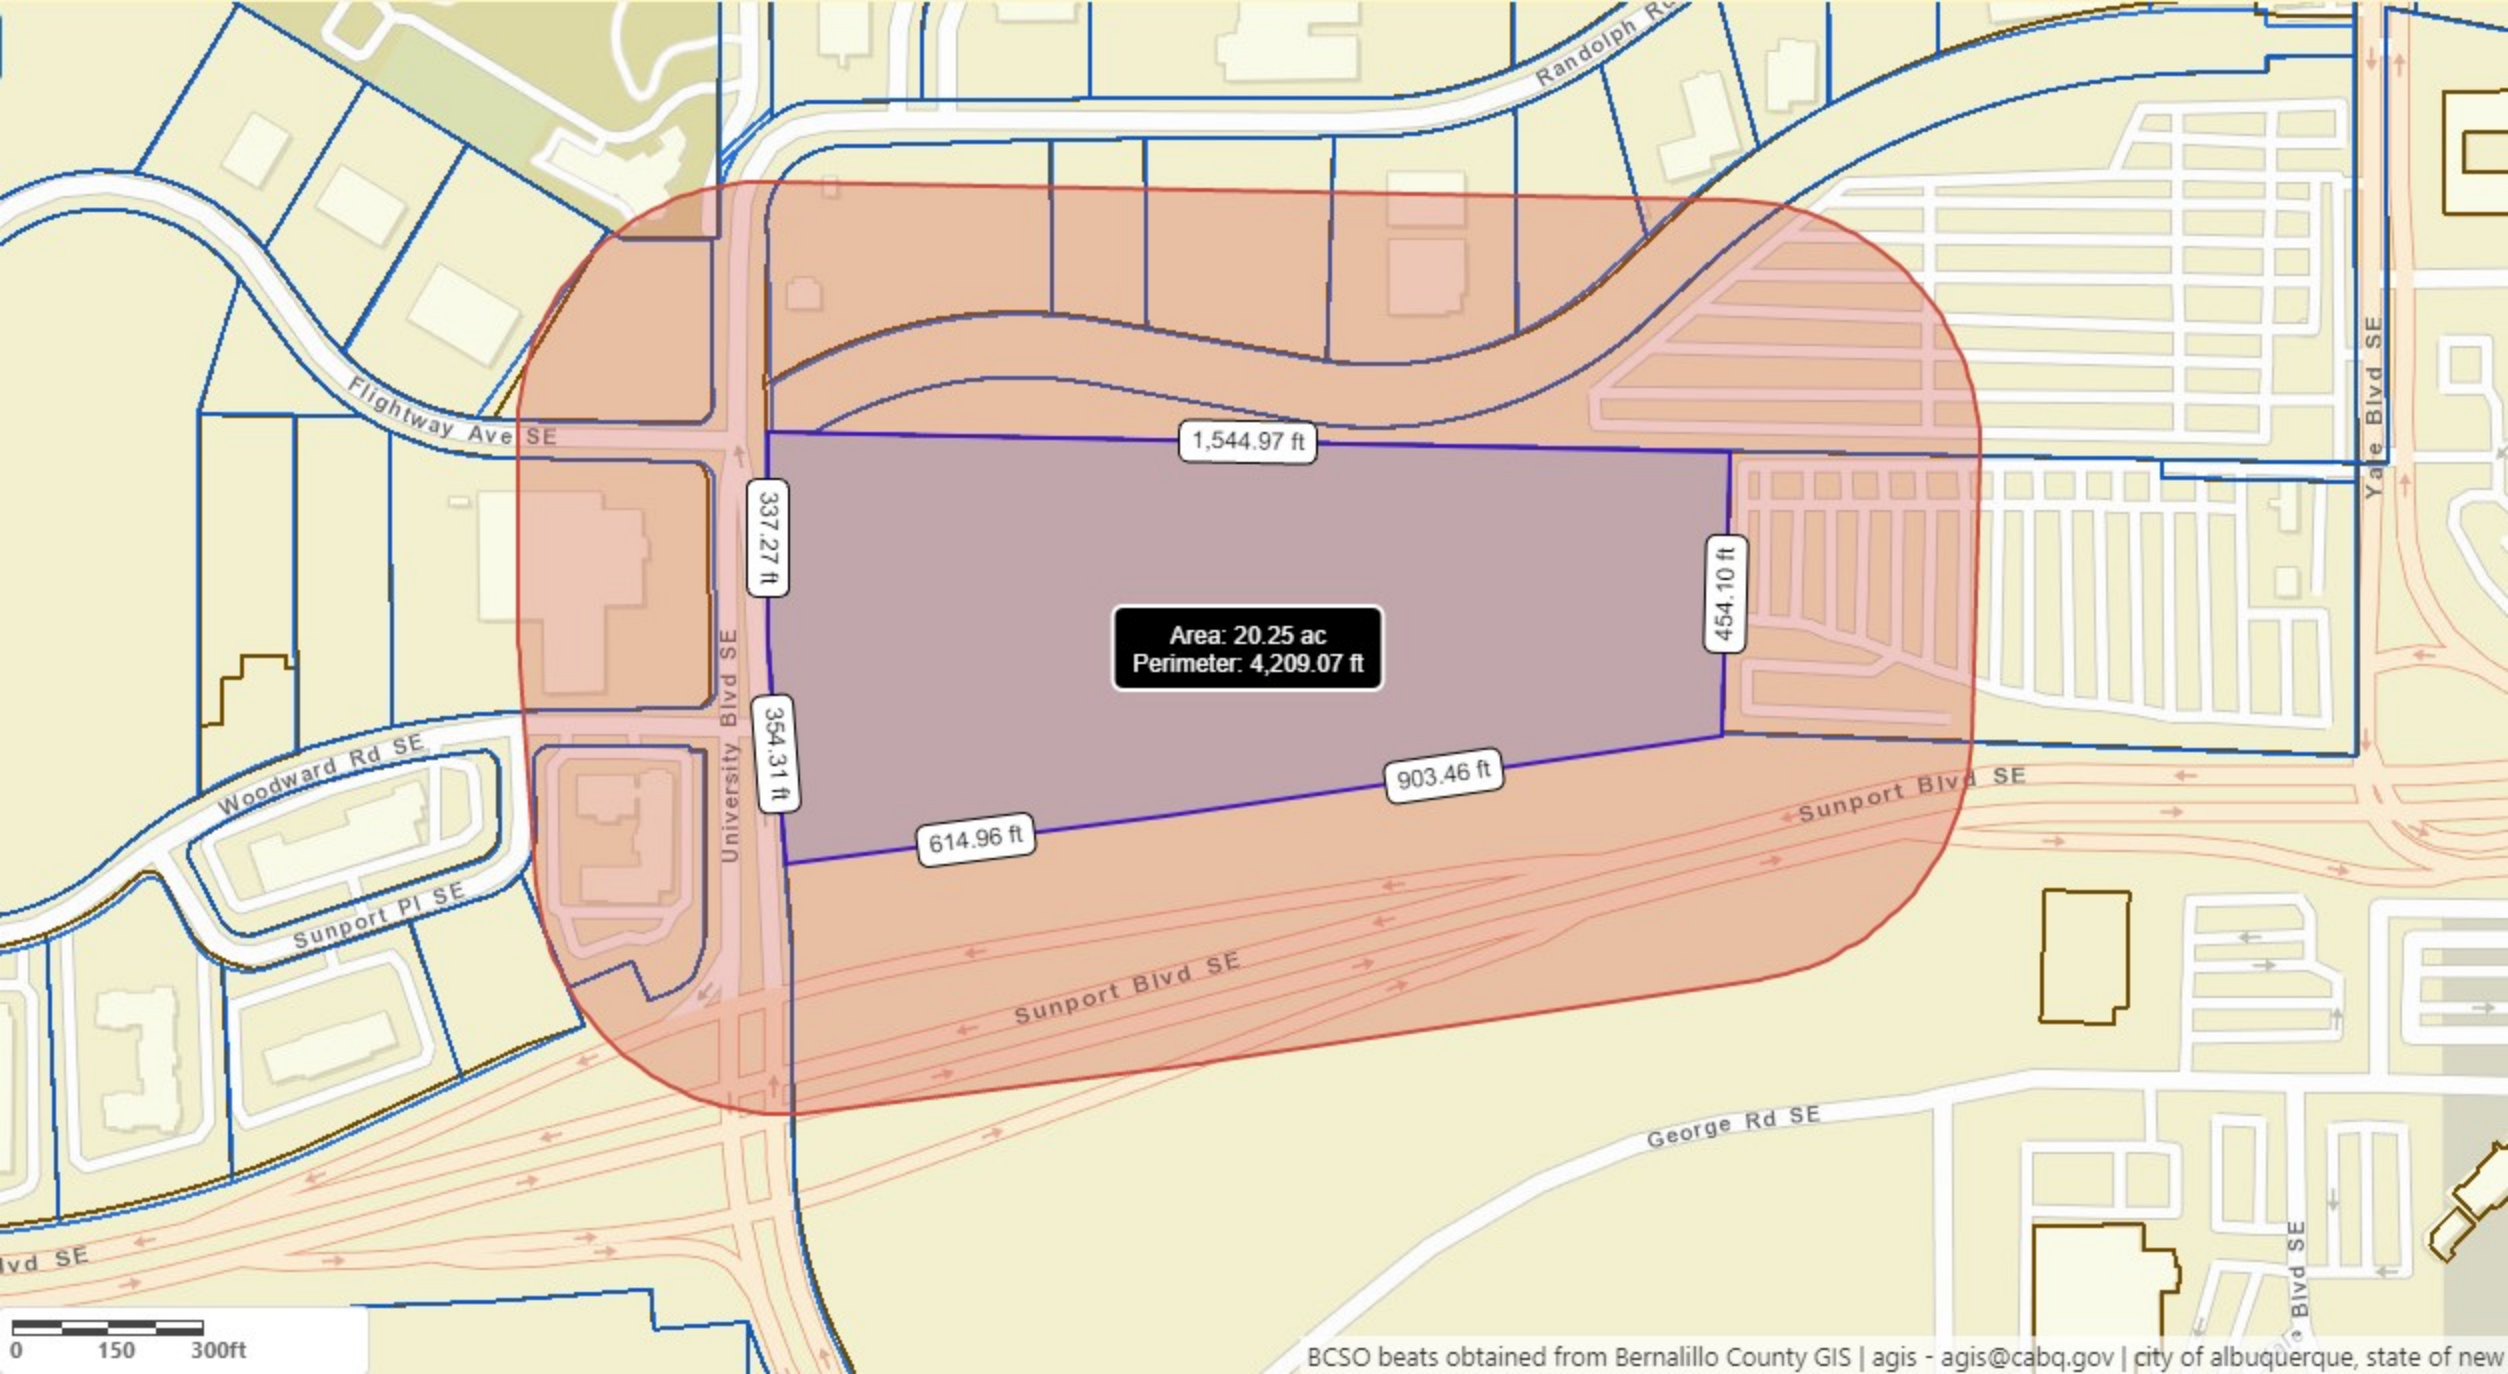 Randolph Rd
Yale Blvd SE
Flightway Ave SE
1,544.97 ft
337.27 ft
454.10 ft
Area: 20.25 ac
Perimeter: 4,209.07 ft
University Blvd SE
354.31 ft
903.46 ft
614.96 ft
Woodward Rd SE
Sunport Blvd SE
Sunport Pl SE
Sunport Blvd SE
George Rd SE
lvd SE
Blvd SE
0 150 300ft
BCSO beats obtained from Bernalillo County GIS | agis - agis@cabq.gov | city of albuquerque, state of new